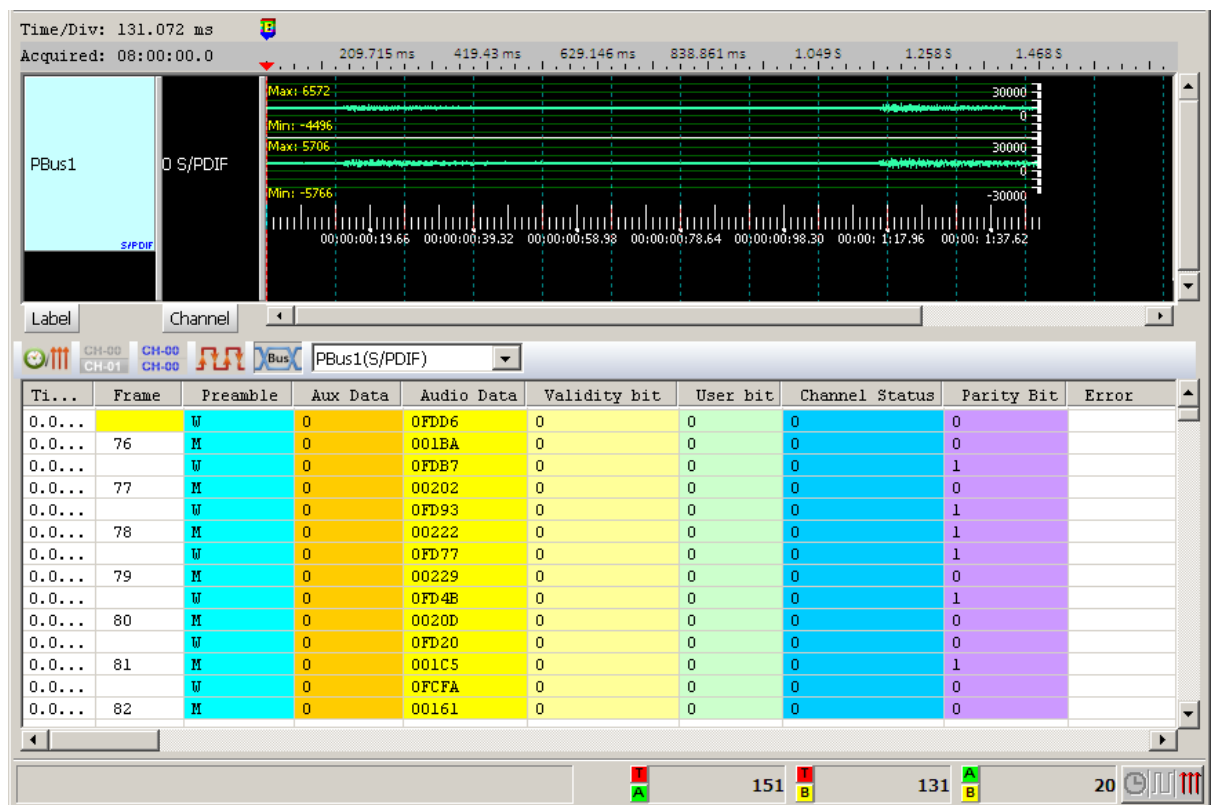 Time/Div: 131.072 ms
Acquired: 08:00:00.0
209.715 ms 419.43 ms 629.146 ms 838.861 ms 1.049 S 1.258 S 1.468 S
PBus1
S/PDIF
0 S/PDIF
Max: 6572 30000
0
Min: -4496
Max: 5706 30000
0
Min: -5766 -30000
00:00:00:19.66 00:00:00:39.32 00:00:00:58.98 00:00:00:78.64 00:00:00:98.30 00:00: 1:17.96 00:00: 1:37.62
Label Channel
CH-00 CH-01 CH-00 CH-00 Bus PBus1(S/PDIF)
Ti... Frame Preamble Aux Data Audio Data Validity bit User bit Channel Status Parity Bit Error
0.0... W 0 0FDD6 0 0 0 0
0.0... 76 M 0 001BA 0 0 0 0
0.0... W 0 0FDB7 0 0 0 1
0.0... 77 M 0 00202 0 0 0 0
0.0... W 0 0FD93 0 0 0 1
0.0... 78 M 0 00222 0 0 0 1
0.0... W 0 0FD77 0 0 0 1
0.0... 79 M 0 00229 0 0 0 0
0.0... W 0 0FD4B 0 0 0 1
0.0... 80 M 0 0020D 0 0 0 0
0.0... W 0 0FD20 0 0 0 0
0.0... 81 M 0 001C5 0 0 0 1
0.0... W 0 0FCFA 0 0 0 0
0.0... 82 M 0 00161 0 0 0 0
T A 151 T B 131 A B 20